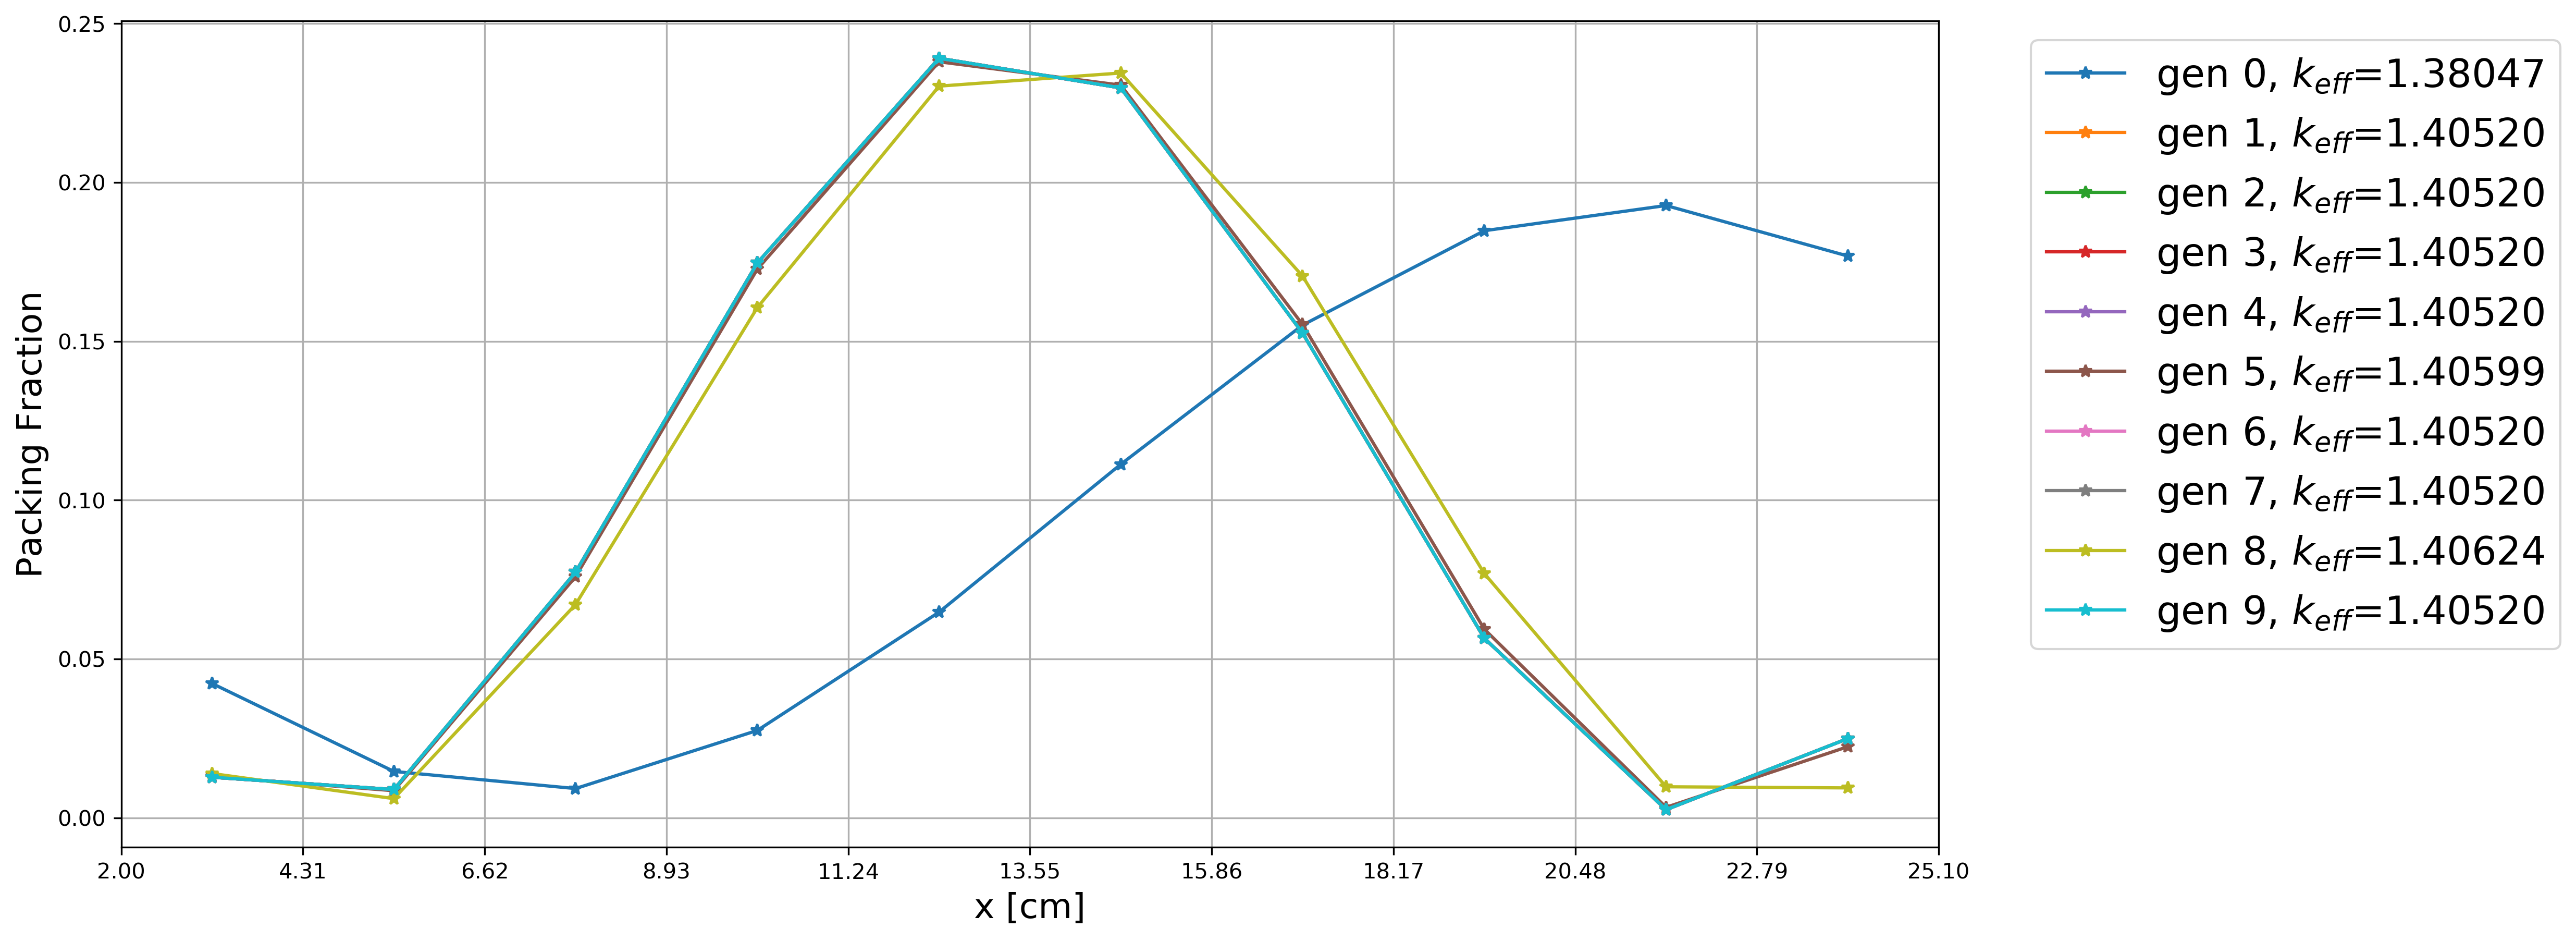 0.25
0.20
0.15
0.10
0.05
0.00
Packing Fraction
2.00 4.31 6.62 8.93 11.24 13.55 15.86 18.17 20.48 22.79 25.10
x [cm]
gen 0, k_eff=1.38047
gen 1, k_eff=1.40520
gen 2, k_eff=1.40520
gen 3, k_eff=1.40520
gen 4, k_eff=1.40520
gen 5, k_eff=1.40599
gen 6, k_eff=1.40520
gen 7, k_eff=1.40520
gen 8, k_eff=1.40624
gen 9, k_eff=1.40520